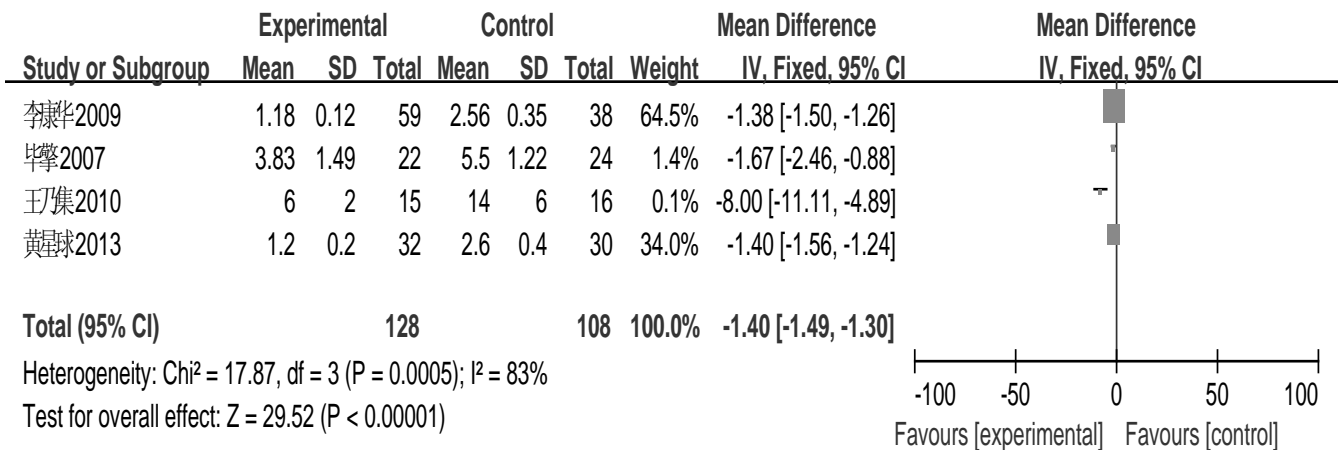 Experimental Control Mean Difference Mean Difference
Study or Subgroup Mean SD Total Mean SD Total Weight IV, Fixed, 95% CI IV, Fixed, 95% CI
李康华2009 1.18 0.12 59 2.56 0.35 38 64.5% -1.38 [-1.50, -1.26]
毕擎2007 3.83 1.49 22 5.5 1.22 24 1.4% -1.67 [-2.46, -0.88]
王乃集2010 6 2 15 14 6 16 0.1% -8.00 [-11.11, -4.89]
黄星球2013 1.2 0.2 32 2.6 0.4 30 34.0% -1.40 [-1.56, -1.24]
Total (95% CI) 128 108 100.0% -1.40 [-1.49, -1.30]
Heterogeneity: Chi² = 17.87, df = 3 (P = 0.0005); I² = 83%
Test for overall effect: Z = 29.52 (P < 0.00001)
-100 -50 0 50 100
Favours [experimental] Favours [control]